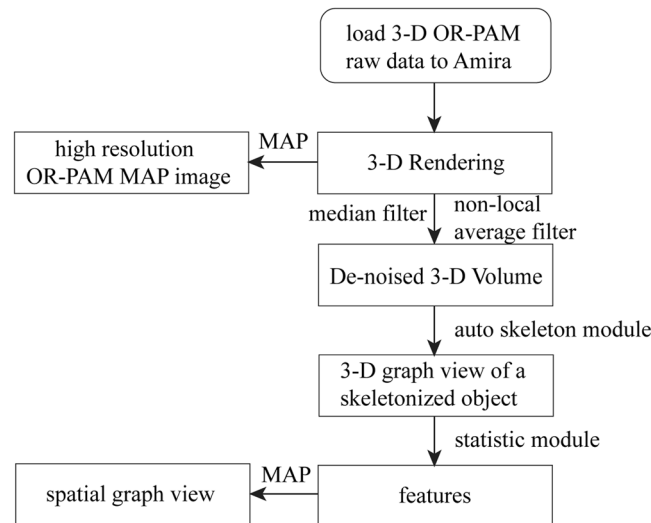 load 3-D OR-PAM
raw data to Amira
MAP
high resolution
OR-PAM MAP image
3-D Rendering
median filter
non-local
average filter
De-noised 3-D Volume
auto skeleton module
3-D graph view of a
skeletonized object
statistic module
MAP
spatial graph view
features